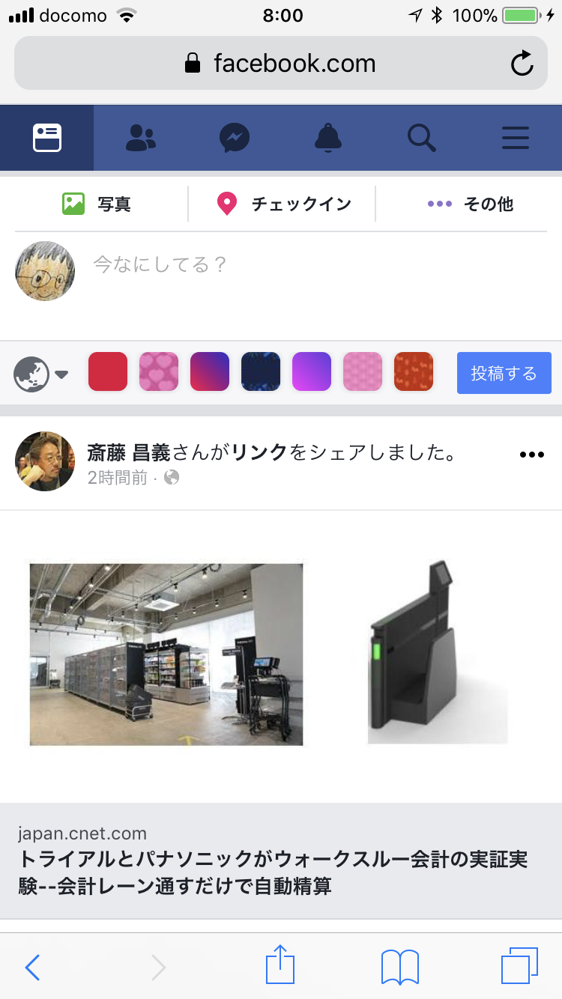 docomo 8:00 100%
facebook.com
写真 チェックイン その他
今なにしてる？
投稿する
斎藤 昌義さんがリンクをシェアしました。
2時間前 ·
japan.cnet.com
トライアルとパナソニックがウォークスルー会計の実証実
験--会計レーン通すだけで自動精算